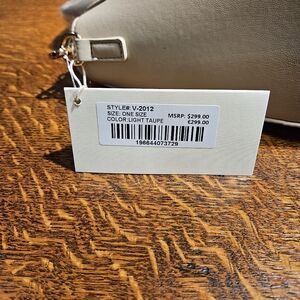 STYLE#: V-2012
SIZE: ONE SIZE MSRP: $299.00
COLOR: LIGHT TAUPE €299.00
196644073729